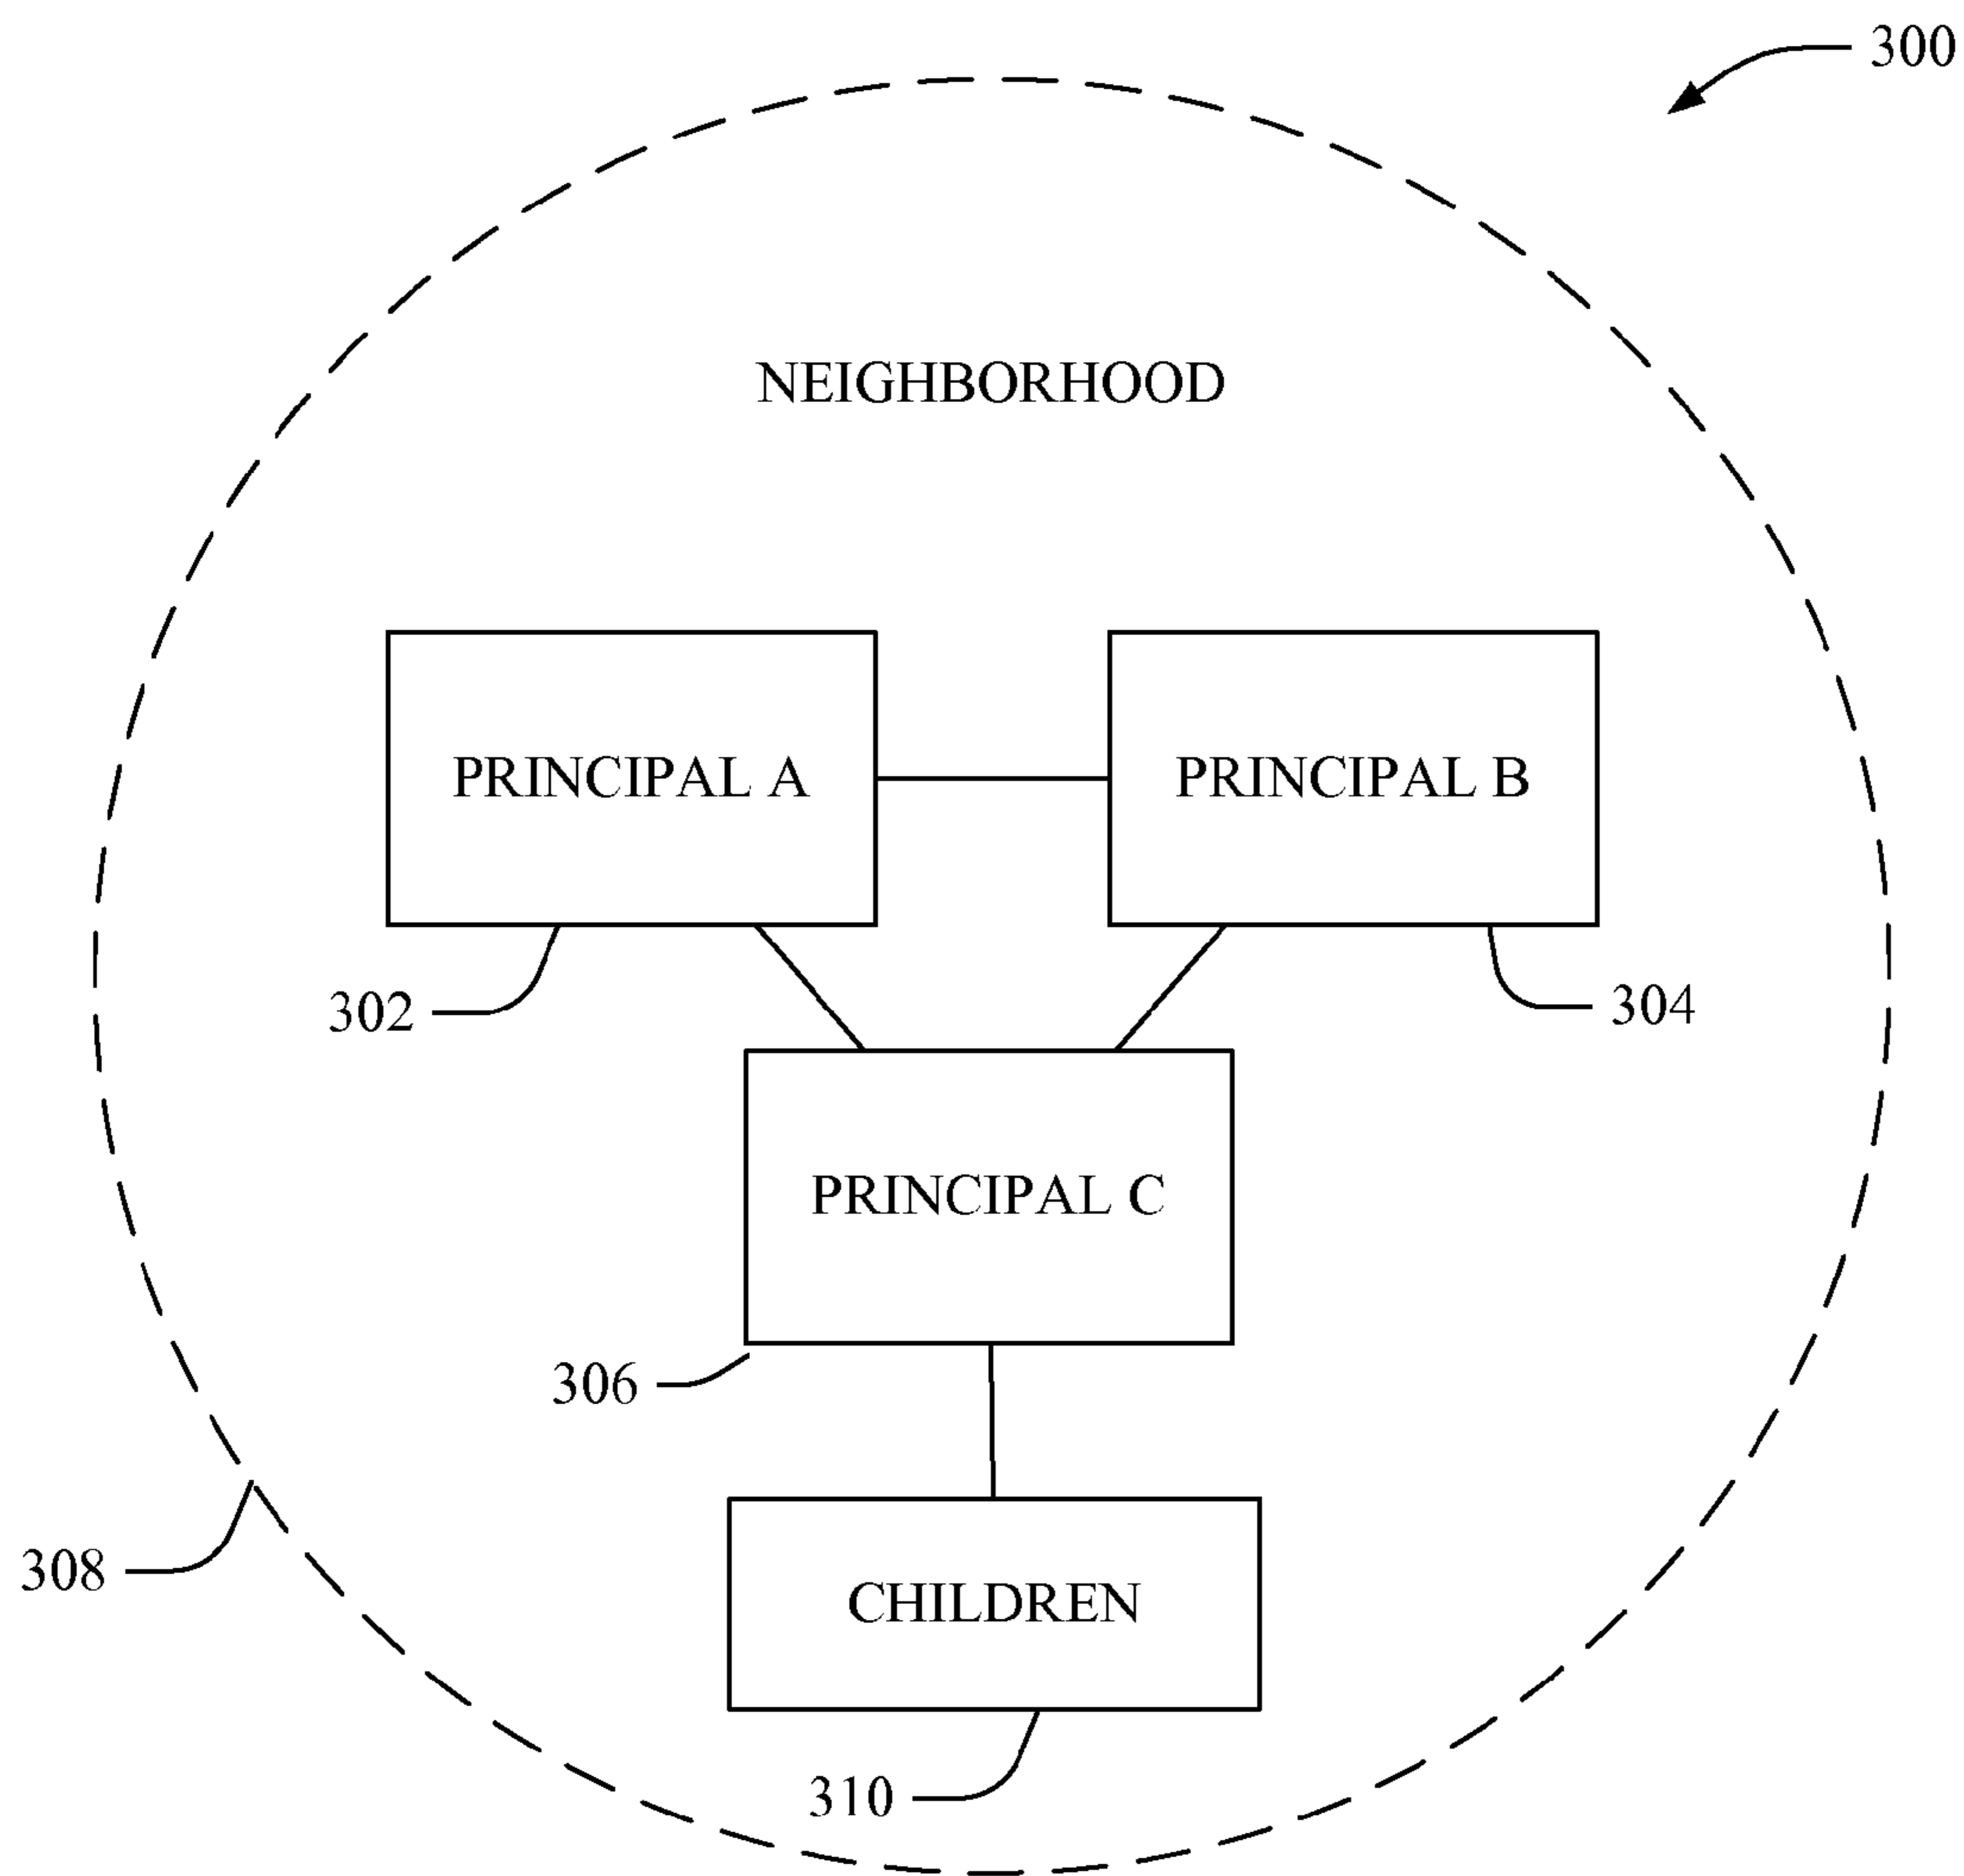 300
NEIGHBORHOOD
PRINCIPAL A
PRINCIPAL B
302
304
PRINCIPAL C
306
308
CHILDREN
310